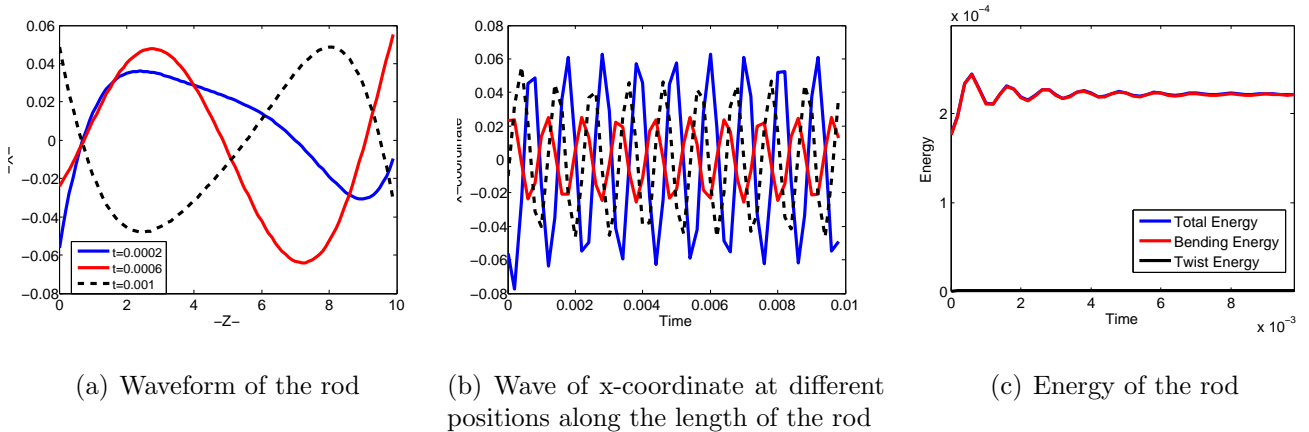 0.06
0.04
0.02
0
−0.02
−0.04
−0.06
−0.08
−X−
0 2 4 6 8 10
−Z−
t=0.0002
t=0.0006
t=0.001
(a) Waveform of the rod
0.08
0.06
0.04
0.02
0
−0.02
−0.04
−0.06
−0.08
x−coordinate
0 0.002 0.004 0.006 0.008 0.01
Time
(b) Wave of x-coordinate at different
positions along the length of the rod
x 10−4
2
1
0
Energy
0 2 4 6 8
Time
x 10−3
Total Energy
Bending Energy
Twist Energy
(c) Energy of the rod